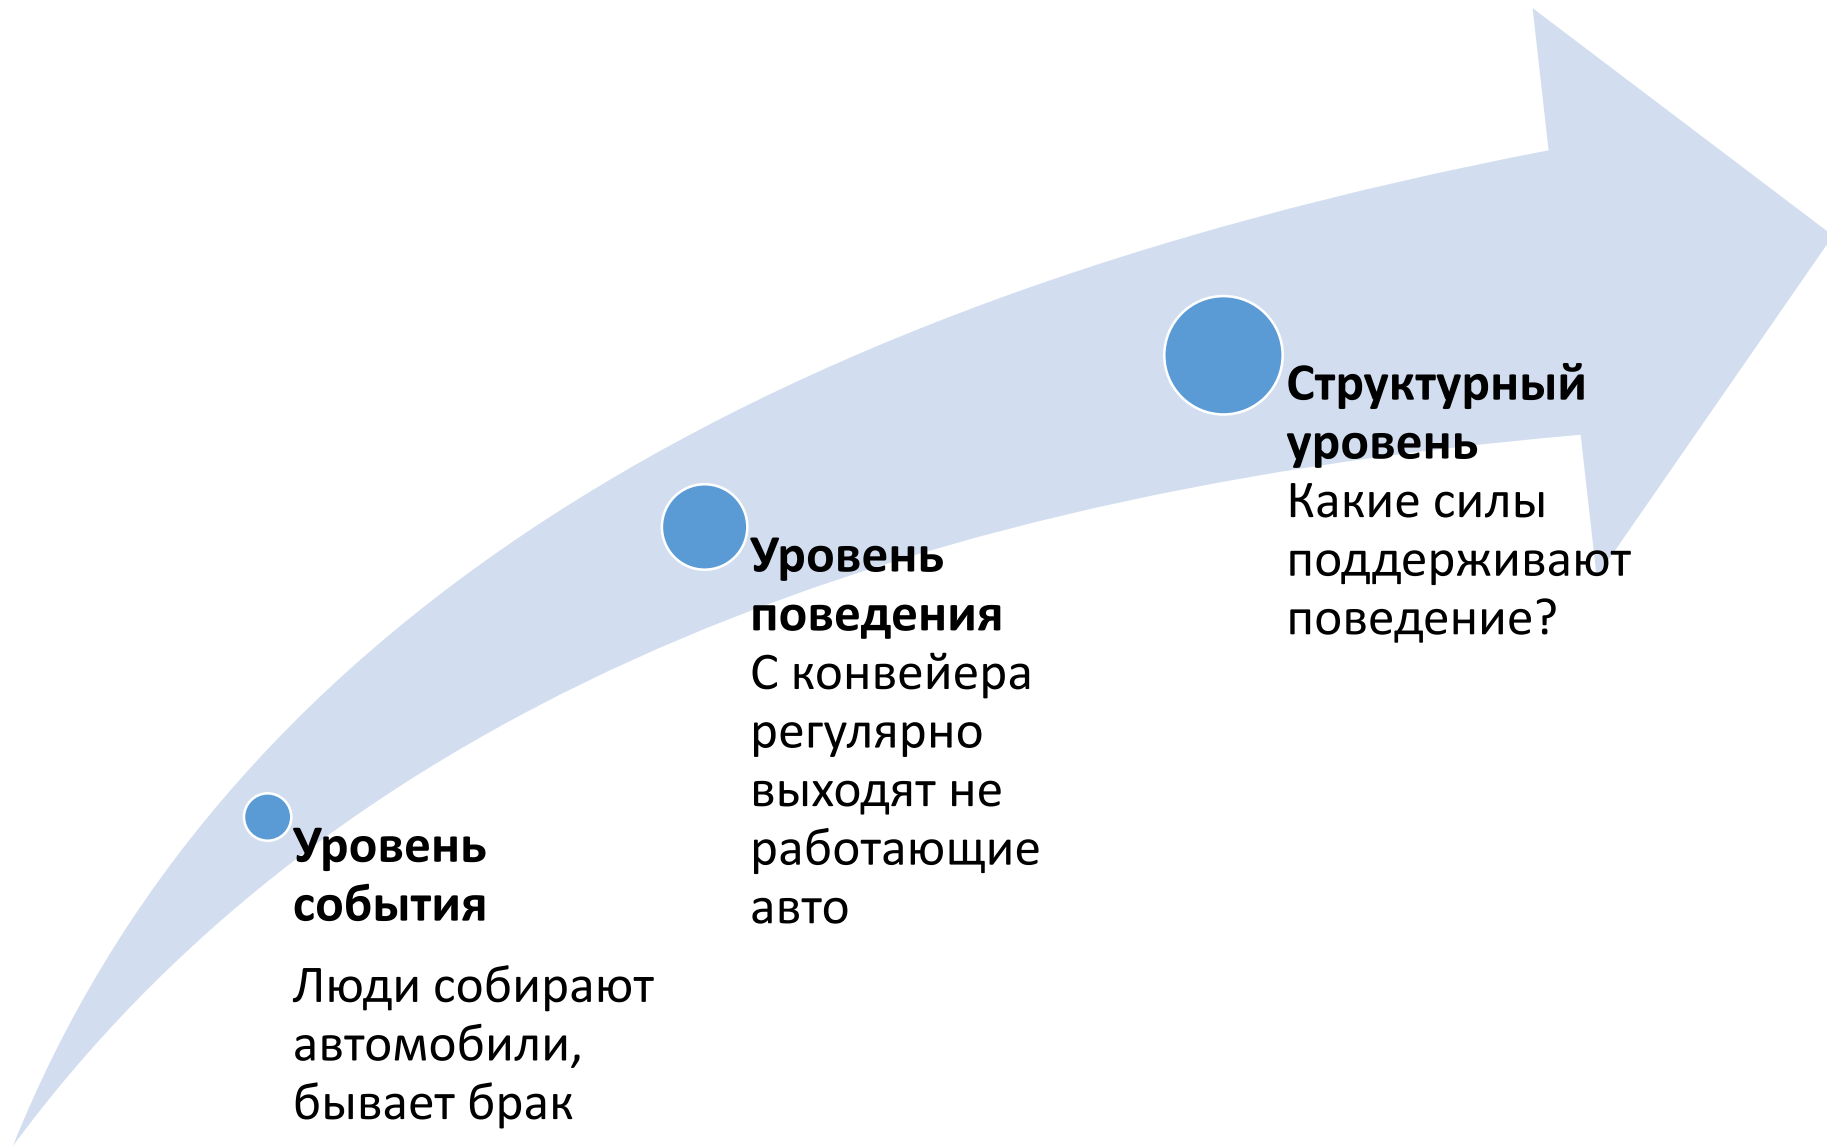 Уровень
события
Люди собирают
автомобили,
бывает брак
Уровень
поведения
С конвейера
регулярно
выходят не
работающие
авто
Структурный
уровень
Какие силы
поддерживают
поведение?